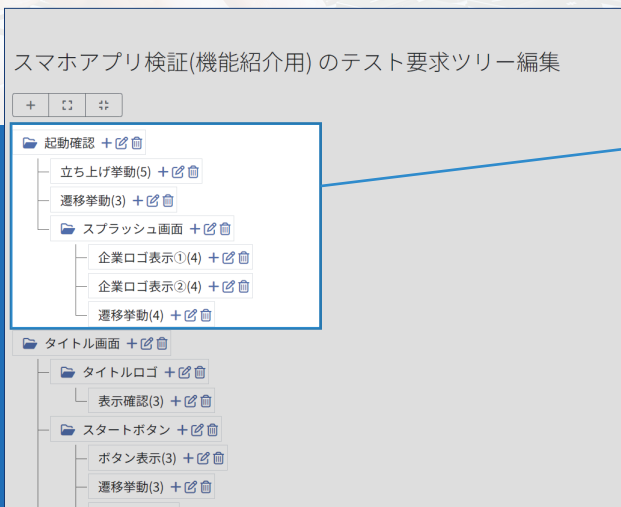 スマホアプリ検証(機能紹介用) のテスト要求ツリー編集
起動確認
立ち上げ挙動(5)
遷移挙動(3)
スプラッシュ画面
企業ロゴ表示①(4)
企業ロゴ表示②(4)
遷移挙動(4)
タイトル画面
タイトルロゴ
表示確認(3)
スタートボタン
ボタン表示(3)
遷移挙動(3)